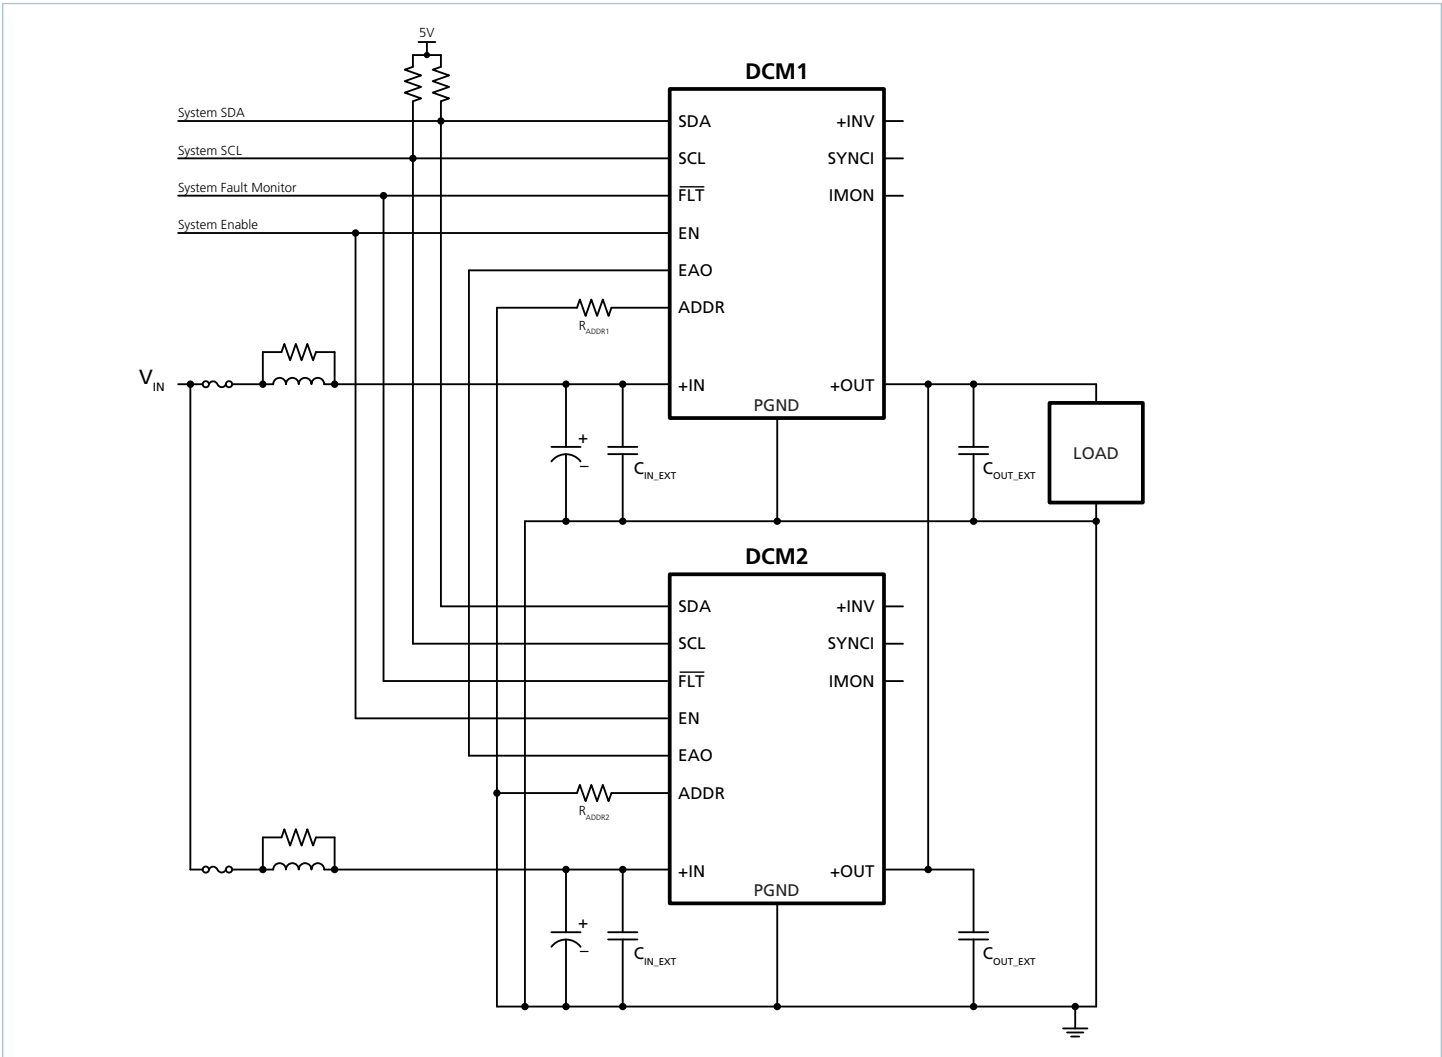 5V
DCM1
System SDA
System SCL
System Fault Monitor
System Enable
SDA
SCL
FLT
EN
EAO
ADDR
+IN
PGND
+INV
SYNCI
IMON
+OUT
RADDR1
VIN
+
−
CIN_EXT
COUT_EXT
LOAD
DCM2
SDA
SCL
FLT
EN
EAO
ADDR
+IN
PGND
+INV
SYNCI
IMON
+OUT
RADDR2
+
−
CIN_EXT
COUT_EXT